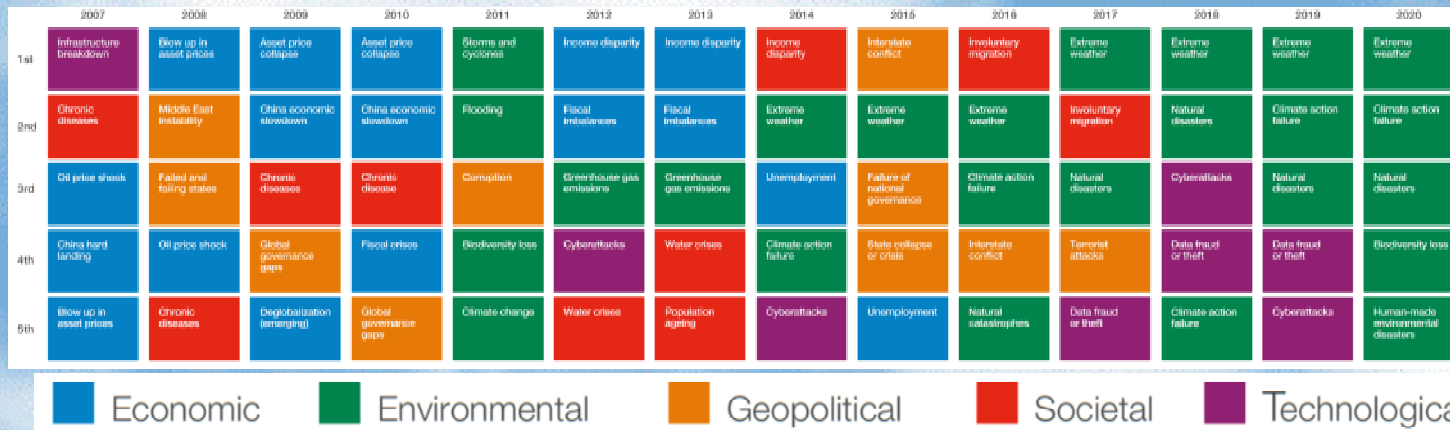 2007 2008 2009 2010 2011 2012 2013 2014 2015 2016 2017 2018 2019 2020
1st
Infrastructure
breakdown
Blow up in
asset prices
Asset price
collapse
Asset price
collapse
Storms and
cyclones
Income disparity
Income disparity
Income
disparity
Interstate
conflict
Involuntary
migration
Extreme
weather
Extreme
weather
Extreme
weather
Extreme
weather
2nd
Chronic
diseases
Middle East
instability
China economic
slowdown
China economic
slowdown
Flooding
Fiscal
imbalances
Fiscal
imbalances
Extreme
weather
Extreme
weather
Extreme
weather
Involuntary
migration
Natural
disasters
Climate action
failure
Climate action
failure
3rd
Oil price shock
Failed and
failing states
Chronic
diseases
Chronic
disease
Corruption
Greenhouse gas
emissions
Greenhouse
gas emissions
Unemployment
Failure of
national
governance
Climate action
failure
Natural
disasters
Cyberattacks
Natural
disasters
Natural
disasters
4th
China hard
landing
Oil price shock
Global
governance
gaps
Fiscal crises
Biodiversity loss
Cyberattacks
Water crises
Climate action
failure
State collapse
or crisis
Interstate
conflict
Terrorist
attacks
Data fraud
or theft
Data fraud
or theft
Biodiversity loss
5th
Blow up in
asset prices
Chronic
diseases
Deglobalization
(emerging)
Global
governance
gaps
Climate change
Water crises
Population
ageing
Cyberattacks
Unemployment
Natural
catastrophes
Data fraud
or theft
Climate action
failure
Cyberattacks
Human-made
environmental
disasters
Economic Environmental Geopolitical Societal Technologica